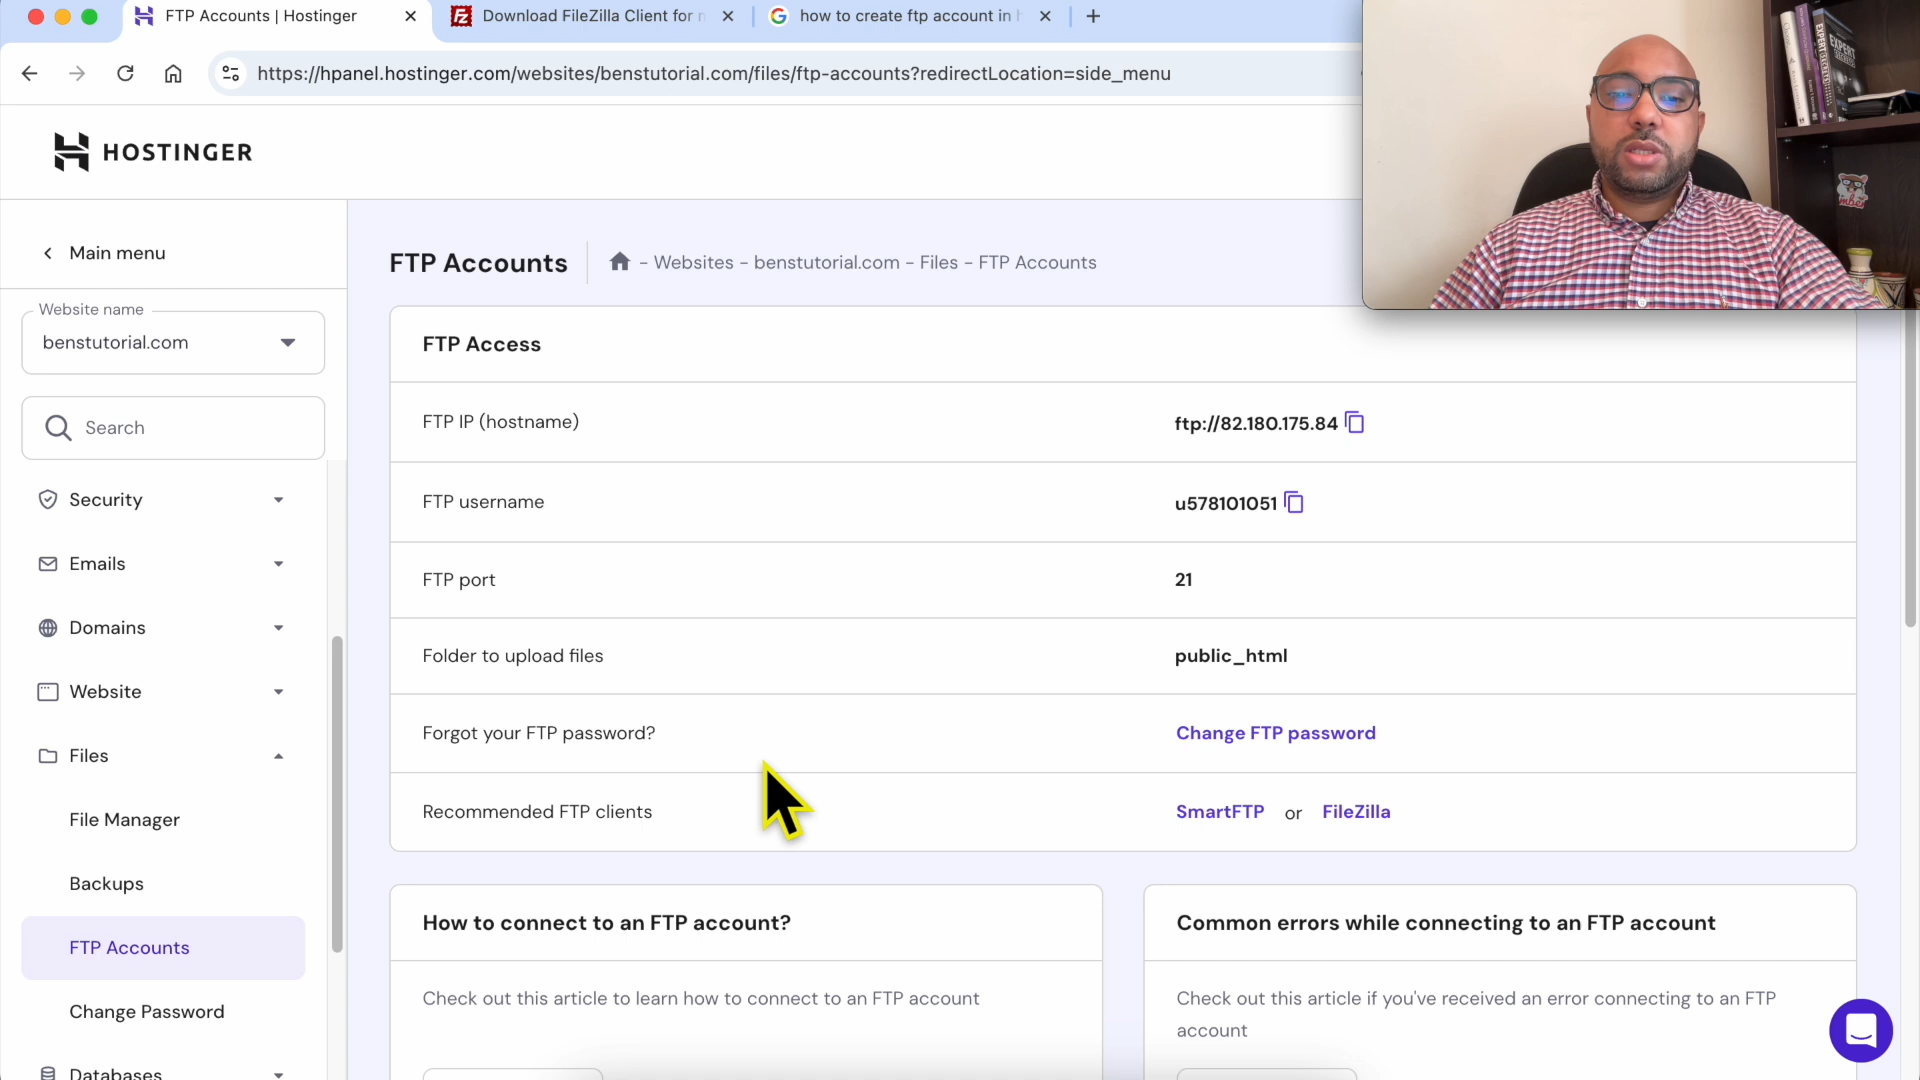 FTP Accounts | Hostinger
Download FileZilla Client for
how to create ftp account in
https://hpanel.hostinger.com/websites/benstutorial.com/files/ftp-accounts?redirectLocation=side_menu
HOSTINGER
Main menu
Website name
benstutorial.com
Search
Security
Emails
Domains
Website
Files
File Manager
Backups
FTP Accounts
Change Password
Databases
FTP Accounts
- Websites - benstutorial.com - Files - FTP Accounts
FTP Access
FTP IP (hostname)
ftp://82.180.175.84
FTP username
u578101051
FTP port
21
Folder to upload files
public_html
Forgot your FTP password?
Change FTP password
Recommended FTP clients
SmartFTP or FileZilla
How to connect to an FTP account?
Check out this article to learn how to connect to an FTP account
Common errors while connecting to an FTP account
Check out this article if you've received an error connecting to an FTP
account
EXPERT
SECRETS
EXPERT
SECRETS